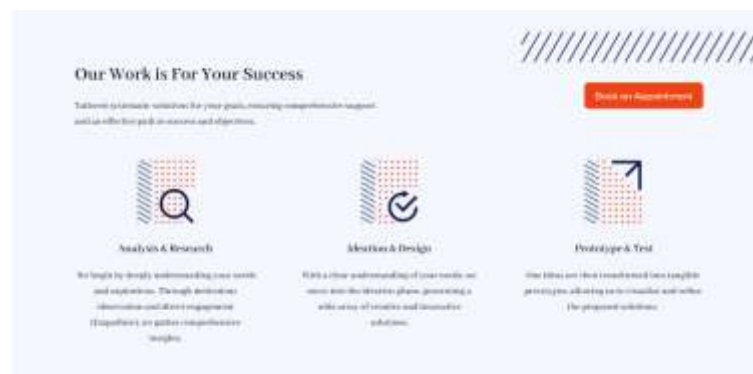 Our Work is For Your Success
Tailored systematic solutions for your goals, ensuring comprehensive support
and an effective path to success and objectives.
Book an Appointment
Analysis & Research
We begin by deeply understanding your needs
and aspirations. Through meticulous
observation and direct engagement
(Empathize), we gather comprehensive
insights.
Ideation & Design
With a clear understanding of your needs, we
move into the ideation phase, generating a
wide array of creative and innovative
solutions.
Prototype & Test
Our ideas are then transformed into tangible
prototypes, allowing us to visualize and refine
the proposed solutions.